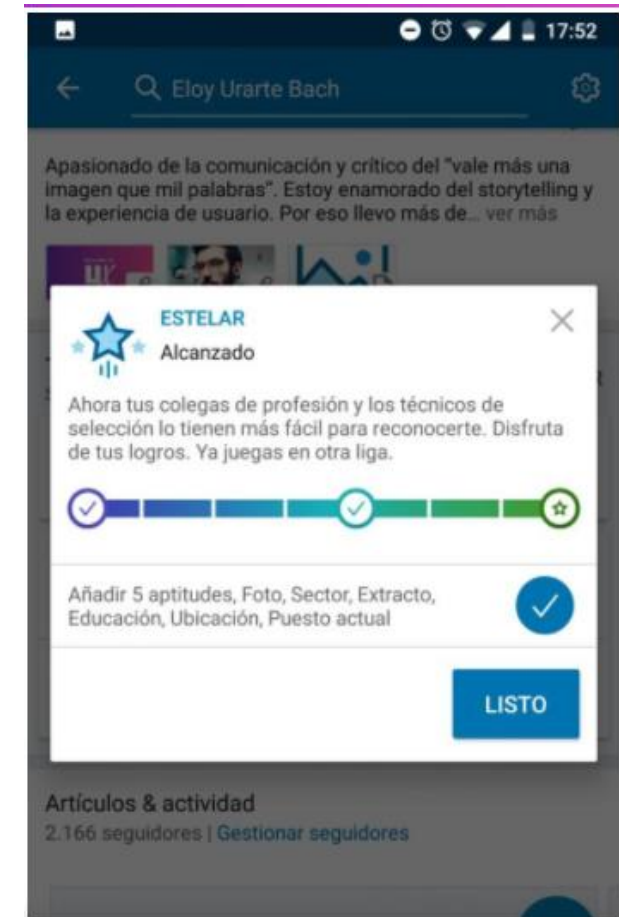 17:52
Eloy Urarte Bach
Apasionado de la comunicación y crítico del "vale más una
imagen que mil palabras". Estoy enamorado del storytelling y
la experiencia de usuario. Por eso llevo más de... ver más
ESTELAR
Alcanzado
Ahora tus colegas de profesión y los técnicos de
selección lo tienen más fácil para reconocerte. Disfruta
de tus logros. Ya juegas en otra liga.
Añadir 5 aptitudes, Foto, Sector, Extracto,
Educación, Ubicación, Puesto actual
LISTO
Artículos & actividad
2.166 seguidores | Gestionar seguidores